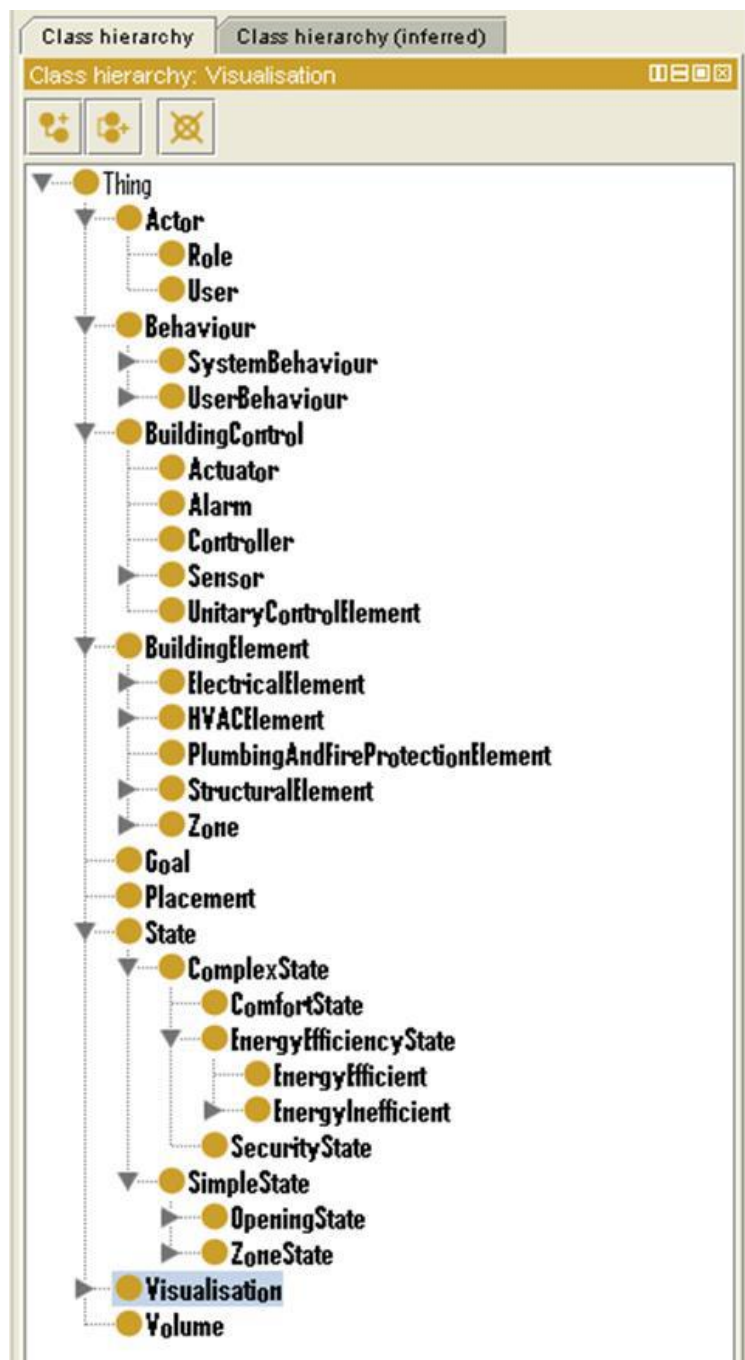 Class hierarchy Class hierarchy (inferred)
Class hierarchy: Visualisation
Thing
Actor
Role
User
Behaviour
SystemBehaviour
UserBehaviour
BuildingControl
Actuator
Alarm
Controller
Sensor
UnitaryControlElement
BuildingElement
ElectricalElement
HVACElement
PlumbingAndFireProtectionElement
StructuralElement
Zone
Goal
Placement
State
ComplexState
ComfortState
EnergyEfficiencyState
EnergyEfficient
EnergyInefficient
SecurityState
SimpleState
OpeningState
ZoneState
Visualisation
Volume